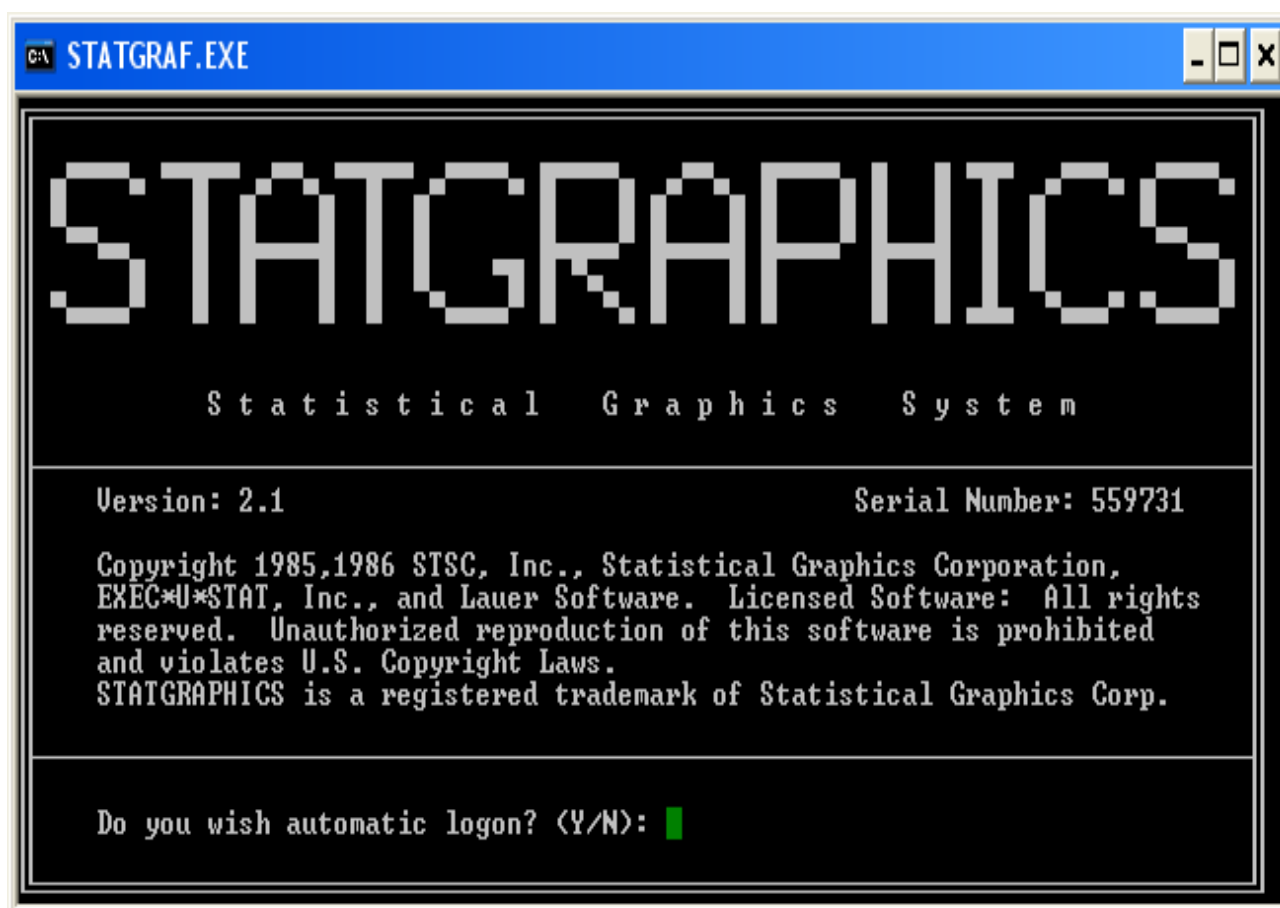 STATGRAF.EXE
STATGRAPHICS
Statistical Graphics System
Version: 2.1 Serial Number: 559731
Copyright 1985,1986 STSC, Inc., Statistical Graphics Corporation,
EXEC*U*STAT, Inc., and Lauer Software. Licensed Software: All rights
reserved. Unauthorized reproduction of this software is prohibited
and violates U.S. Copyright Laws.
STATGRAPHICS is a registered trademark of Statistical Graphics Corp.
Do you wish automatic logon? (Y/N):